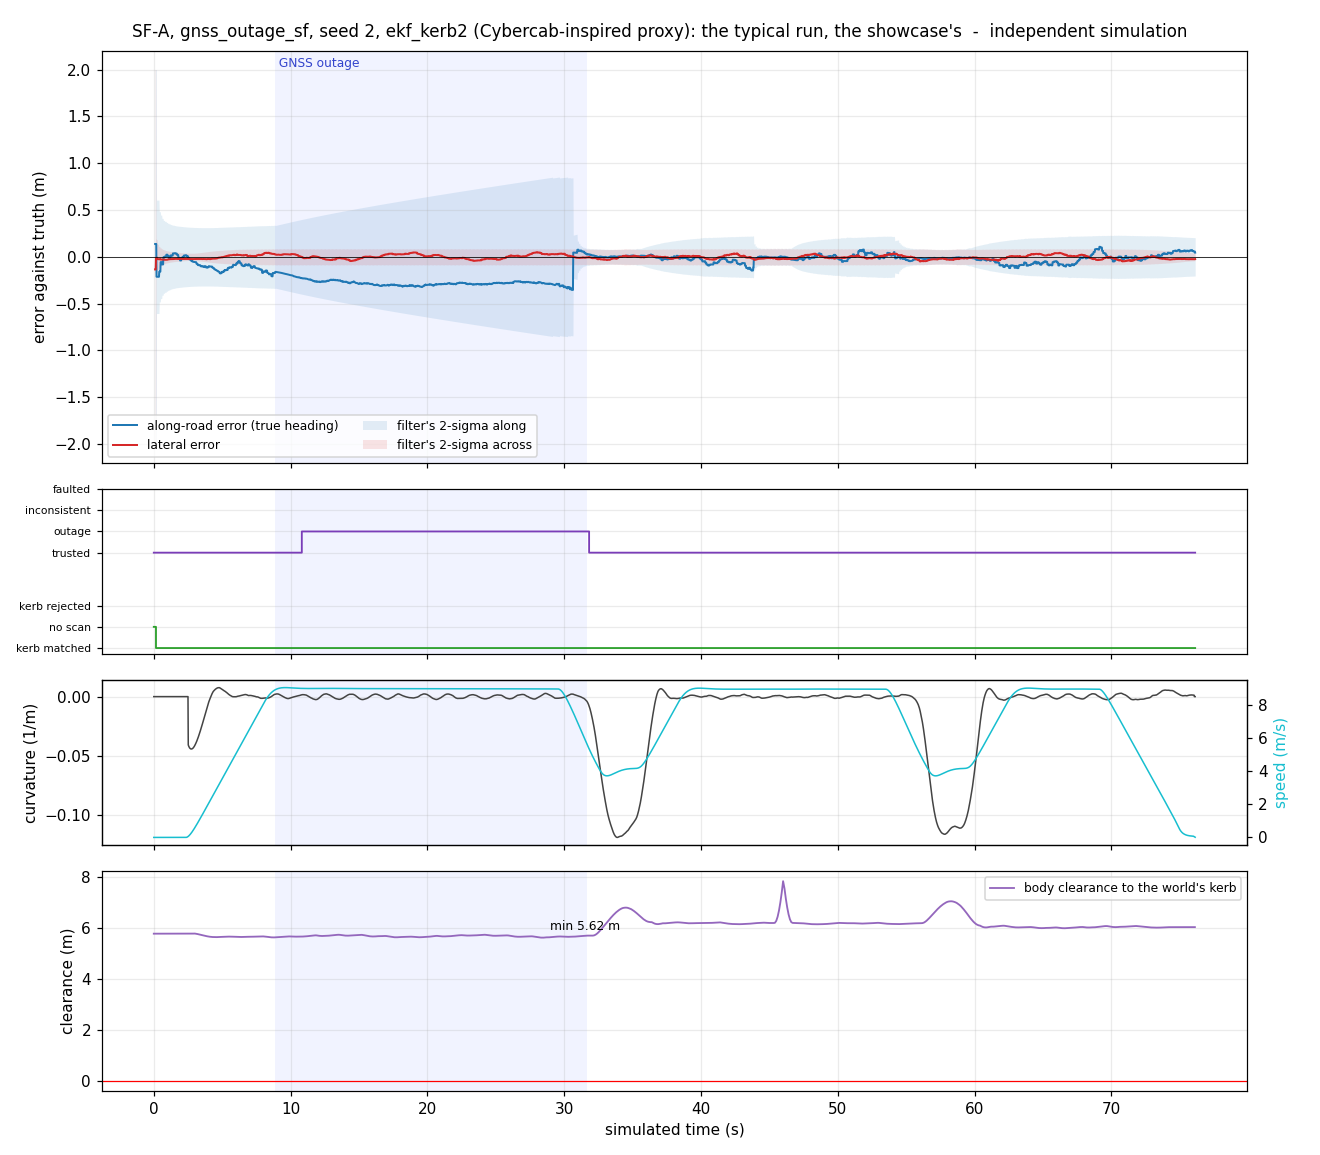 SF-A, gnss_outage_sf, seed 2, ekf_kerb2 (Cybercab-inspired proxy): the typical run, the showcase's - independent simulation
GNSS outage
2.0
1.5
1.0
0.5
0.0
−0.5
−1.0
−1.5
−2.0
error against truth (m)
along-road error (true heading)
lateral error
filter's 2-sigma along
filter's 2-sigma across
faulted
inconsistent
outage
trusted
kerb rejected
no scan
kerb matched
0.00
−0.05
−0.10
curvature (1/m)
8
6
4
2
0
speed (m/s)
body clearance to the world's kerb
min 5.62 m
8
6
4
2
0
clearance (m)
0 10 20 30 40 50 60 70
simulated time (s)